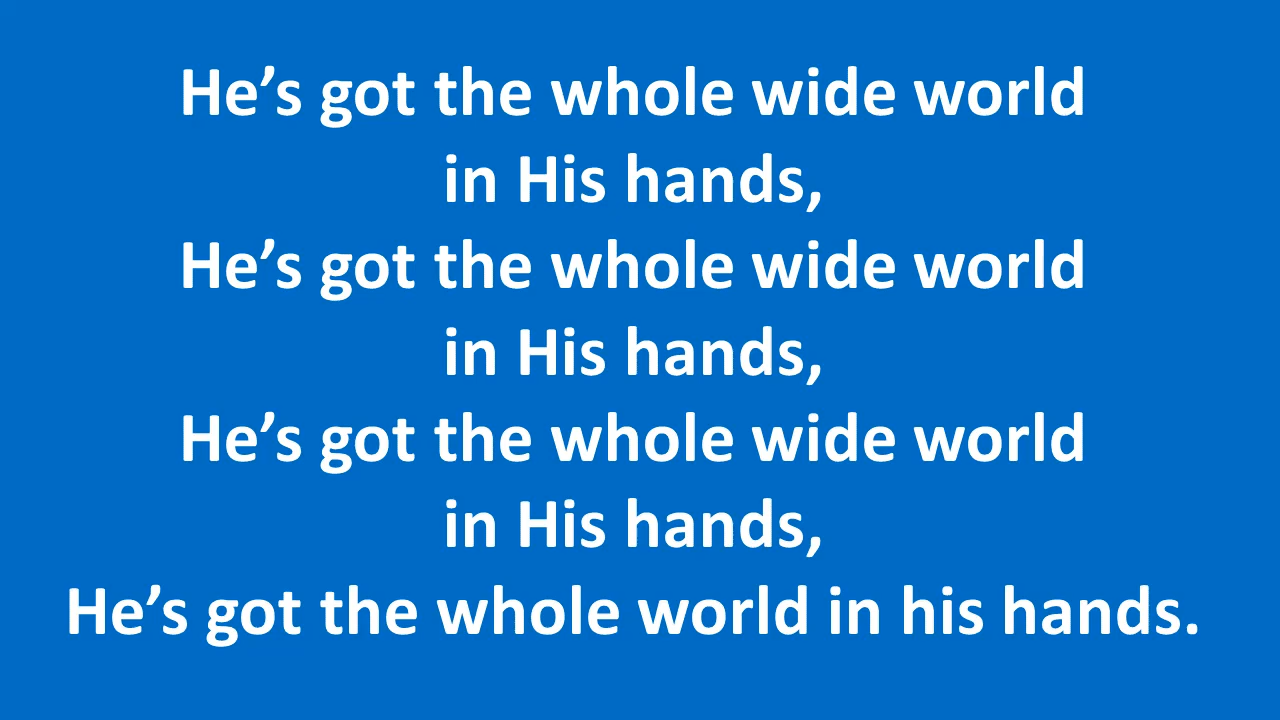 He’s got the whole wide world
in His hands,
He’s got the whole wide world
in His hands,
He’s got the whole wide world
in His hands,
He’s got the whole world in his hands.